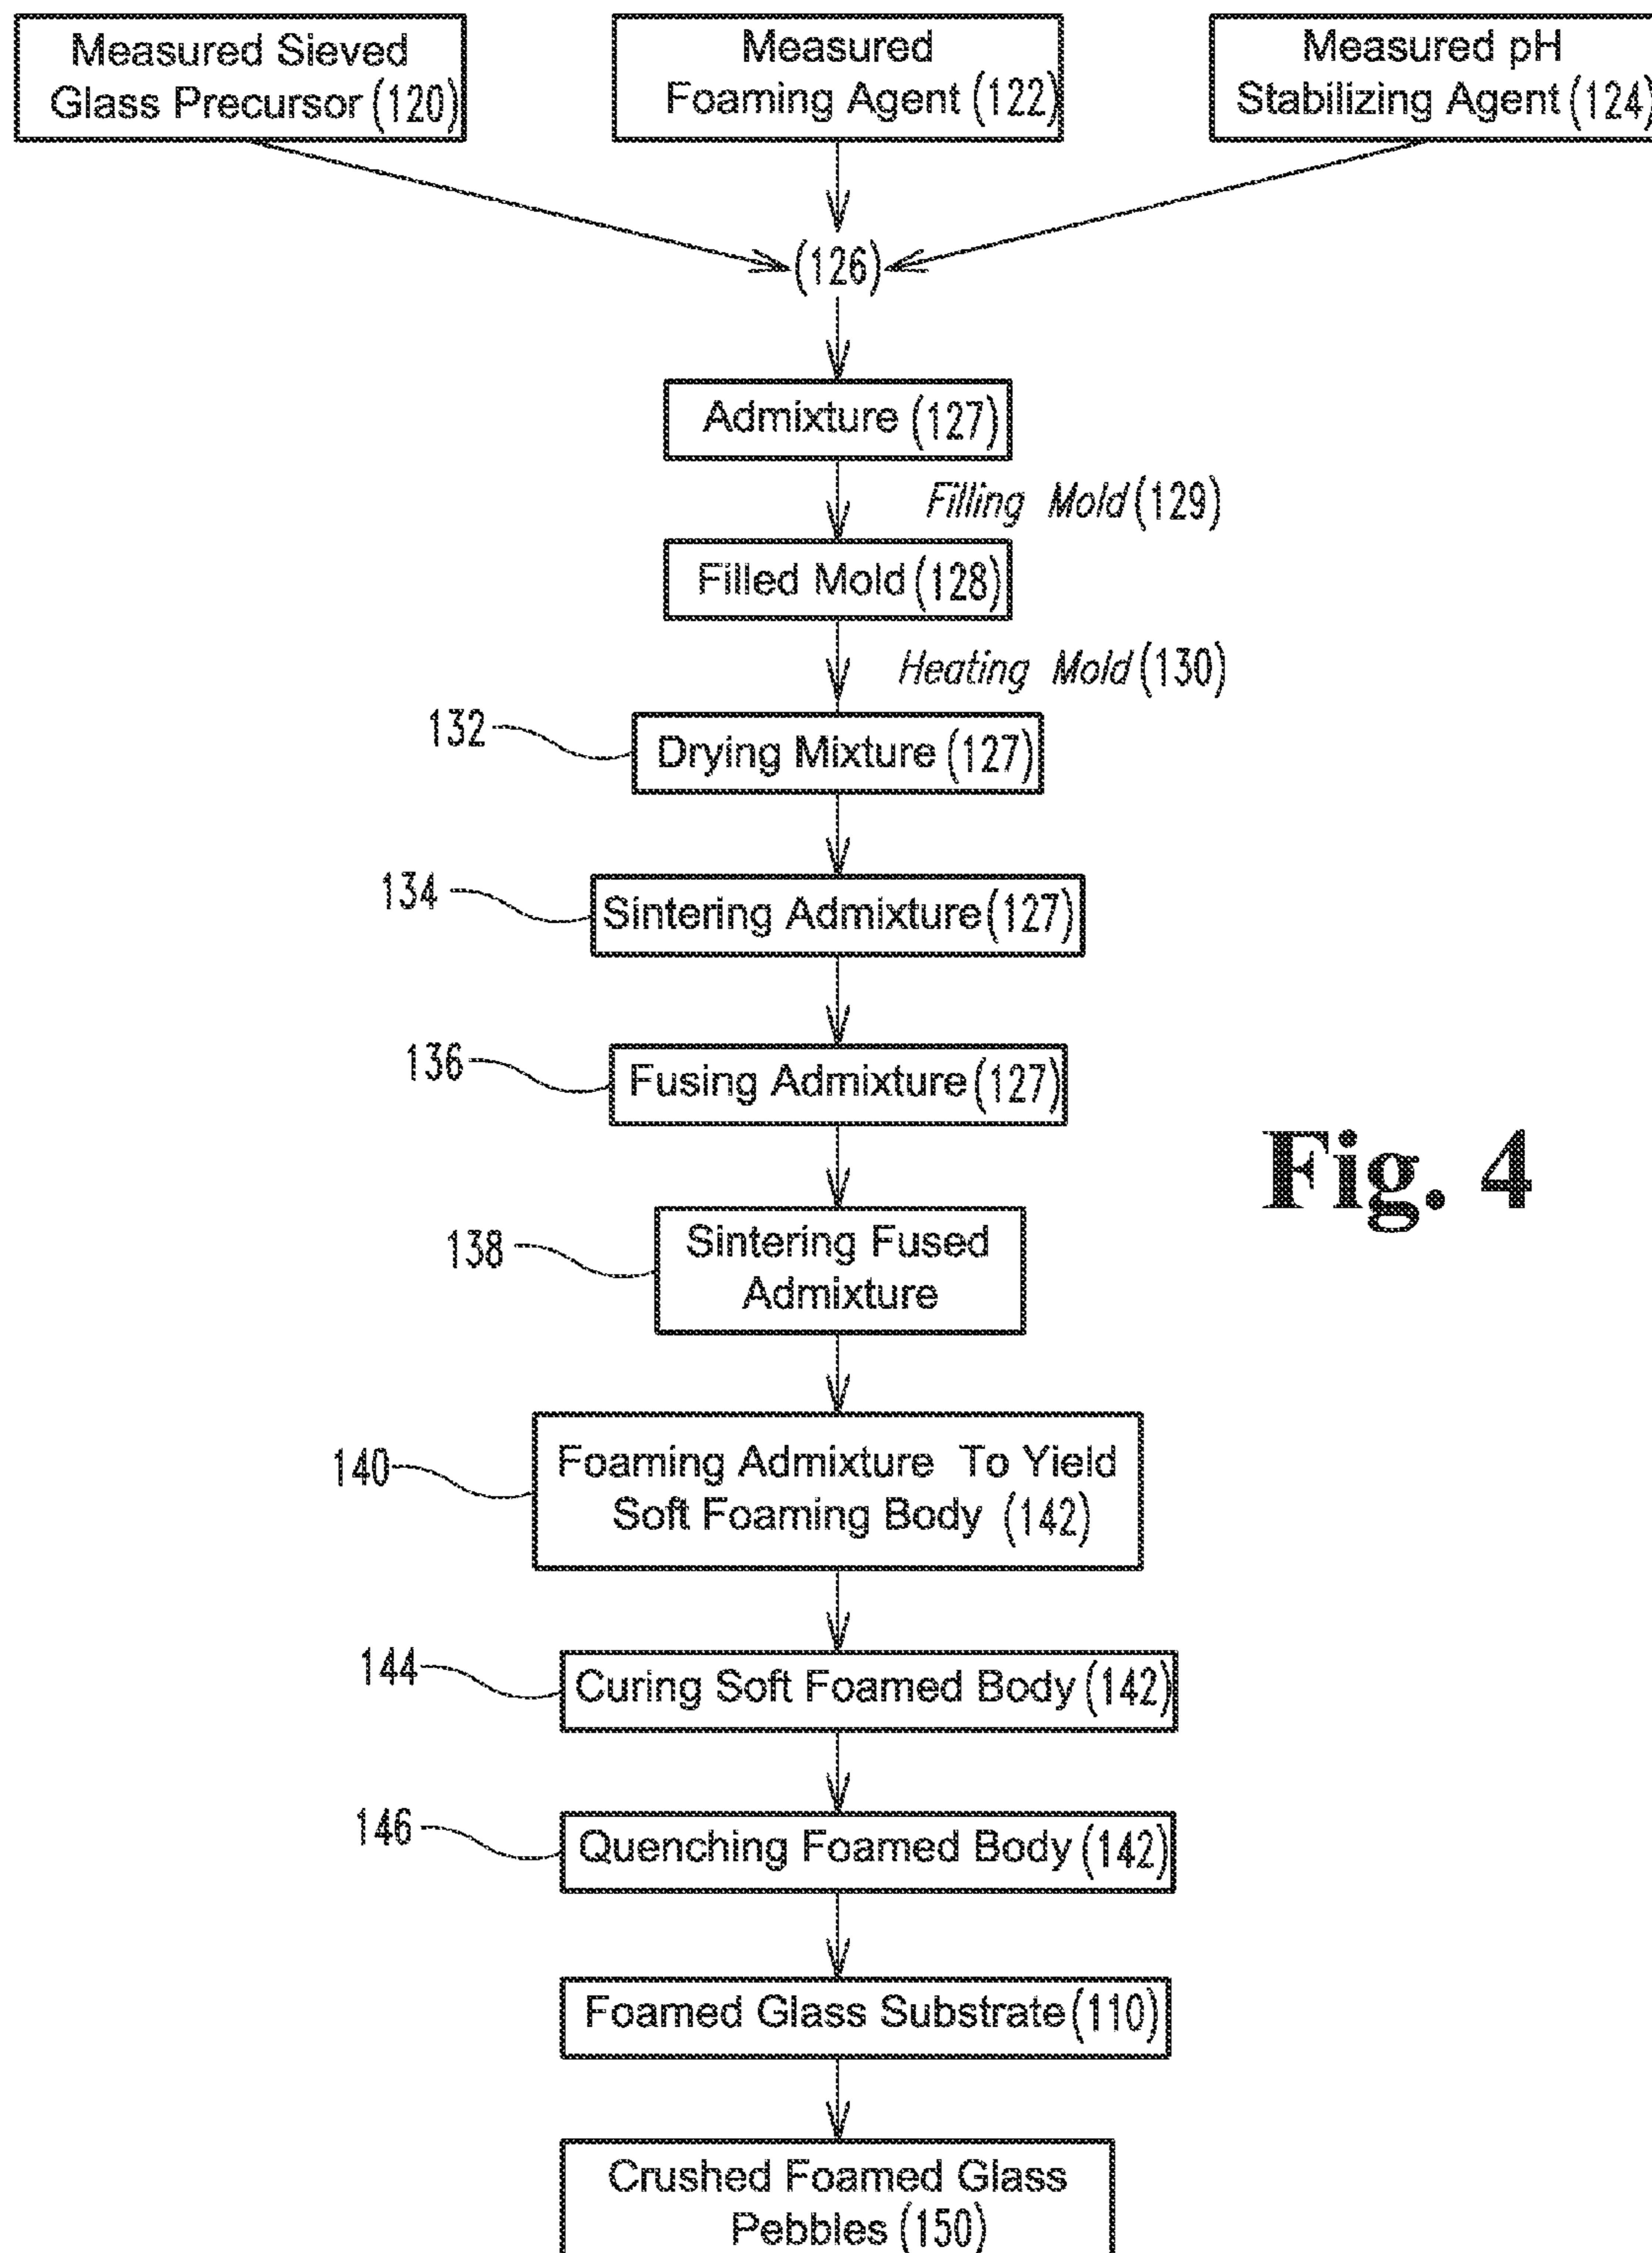 Measured Sieved
Glass Precursor (120)
Measured
Foaming Agent (122)
Measured pH
Stabilizing Agent (124)
(126)
Admixture (127)
Filling Mold (129)
Filled Mold (128)
Heating Mold (130)
132
Drying Mixture (127)
134
Sintering Admixture (127)
136
Fusing Admixture (127)
Fig. 4
138
Sintering Fused
Admixture
140
Foaming Admixture To Yield
Soft Foaming Body (142)
144
Curing Soft Foamed Body (142)
146
Quenching Foamed Body (142)
Foamed Glass Substrate (110)
Crushed Foamed Glass
Pebbles (150)